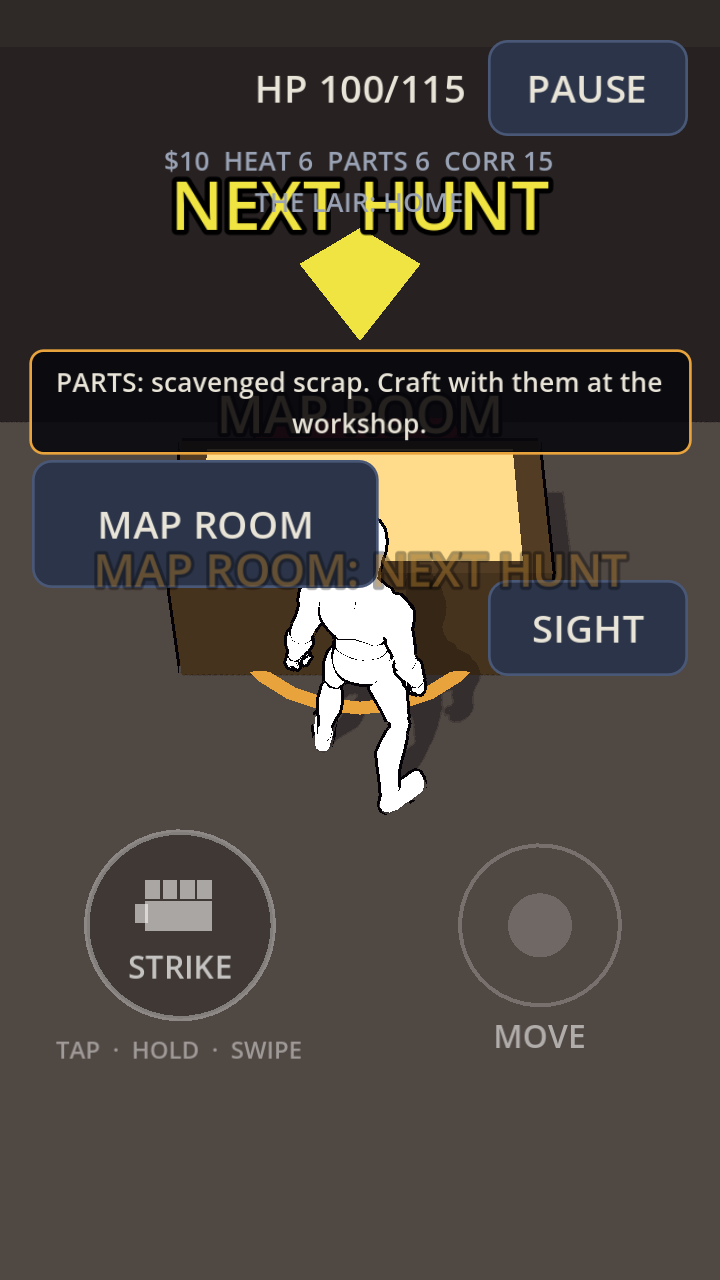 HP 100/115
PAUSE
$10 HEAT 6 PARTS 6 CORR 15
THE LAIR: HOME
NEXT HUNT
PARTS: scavenged scrap. Craft with them at the
workshop.
MAP ROOM
MAP ROOM
MAP ROOM: NEXT HUNT
SIGHT
STRIKE
TAP · HOLD · SWIPE
MOVE